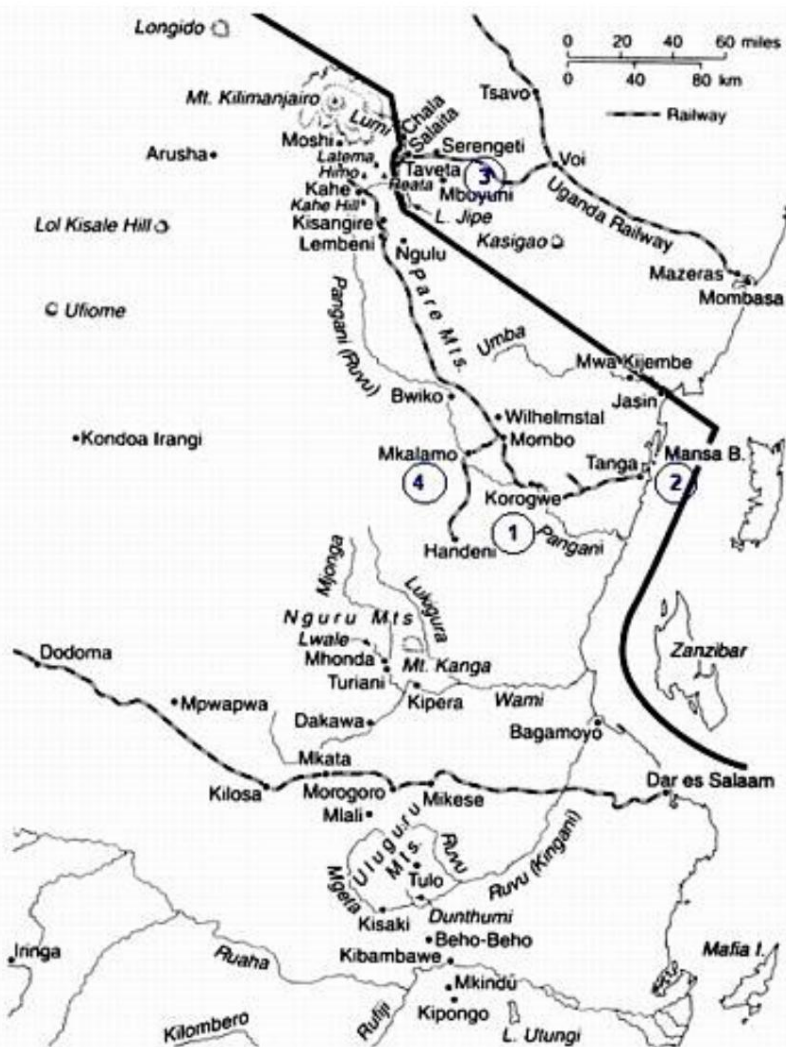 Longido
0 20 40 60 miles
0 40 80 km
Railway
Tsavo
Mt. Kilimanjairo
Lumi
Chala
Salaita
Serengeti
Moshi
Arusha
Latema
Himo
Taveta
3
Voi
Kahe
Reata
Mboyuni
Kahe Hill
Uganda Railway
L. Jipe
Kisangire
Lol Kisale Hill
Lembeni
Ngulu
Kasigao
Mazeras
Mombasa
Ufiome
Pare Mts.
Pangani (Ruvu)
Umba
Mwa Kijembe
Bwiko
Jasin
Wilhelmstal
Kondoa Irangi
Mombo
Mkalamo
Tanga
Mansa B.
4
2
Korogwe
1
Pangani
Handeni
Mjonga
Lukigura
Nguru Mts
Lwale
Mhonda
Mt. Kanga
Zanzibar
Dodoma
Turiani
Kipera
Wami
Mpwapwa
Dakawa
Bagamoyo
Mkata
Dar es Salaam
Kilosa
Morogoro
Mikese
Mlali
Uluguru Mts.
Ruvu
Ruvu (Kingani)
Mgeta
Tulo
Kisaki
Dunthumi
Beho-Beho
Iringa
Ruaha
Kibambawe
Mafia I.
Mkindu
Rufiji
Kipongo
Kilombero
L. Utungi